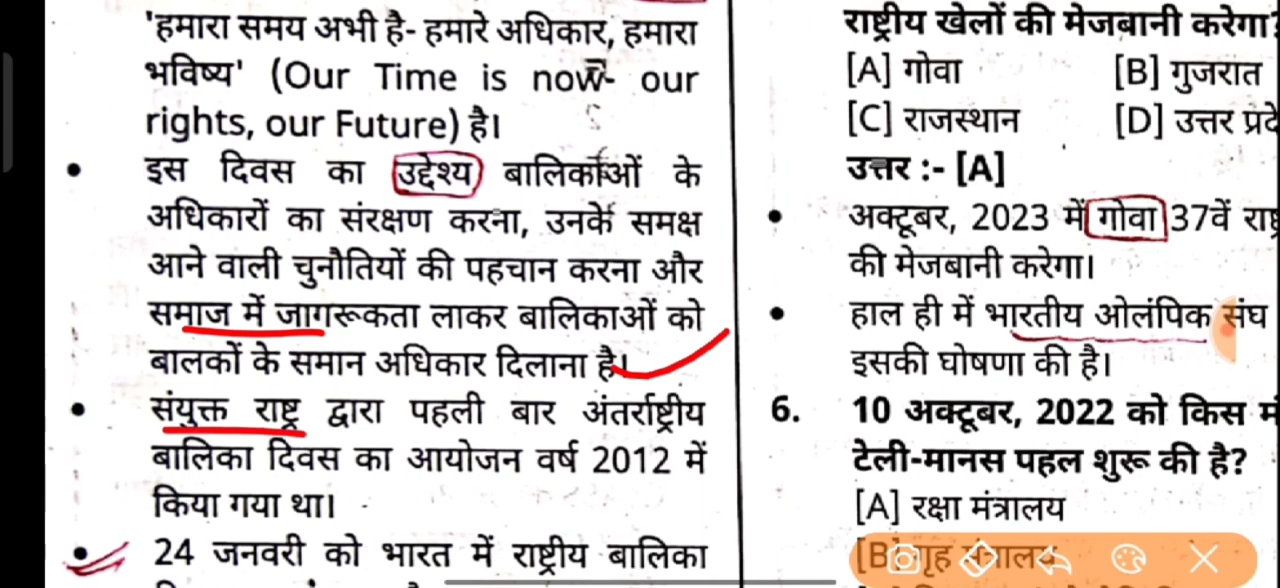 'हमारा समय अभी है- हमारे अधिकार, हमारा
भविष्य' (Our Time is now- our
rights, our Future) है।
• इस दिवस का उद्देश्य बालिकाओं के
अधिकारों का संरक्षण करना, उनके समक्ष
आने वाली चुनौतियों की पहचान करना और
समाज में जागरूकता लाकर बालिकाओं को
बालकों के समान अधिकार दिलाना है।
• संयुक्त राष्ट्र द्वारा पहली बार अंतर्राष्ट्रीय
बालिका दिवस का आयोजन वर्ष 2012 में
किया गया था।
• 24 जनवरी को भारत में राष्ट्रीय बालिका
राष्ट्रीय खेलों की मेजबानी करेगा
[A] गोवा [B] गुजरात
[C] राजस्थान [D] उत्तर
उत्तर :- [A]
• अक्टूबर, 2023 में गोवा 37वें
की मेजबानी करेगा।
• हाल ही में भारतीय ओलंपिक संघ
इसकी घोषणा की है।
6. 10 अक्टूबर, 2022 को किस
टेली-मानस पहल शुरू की है?
[A] रक्षा मंत्रालय
[B] गृह मंत्रालय